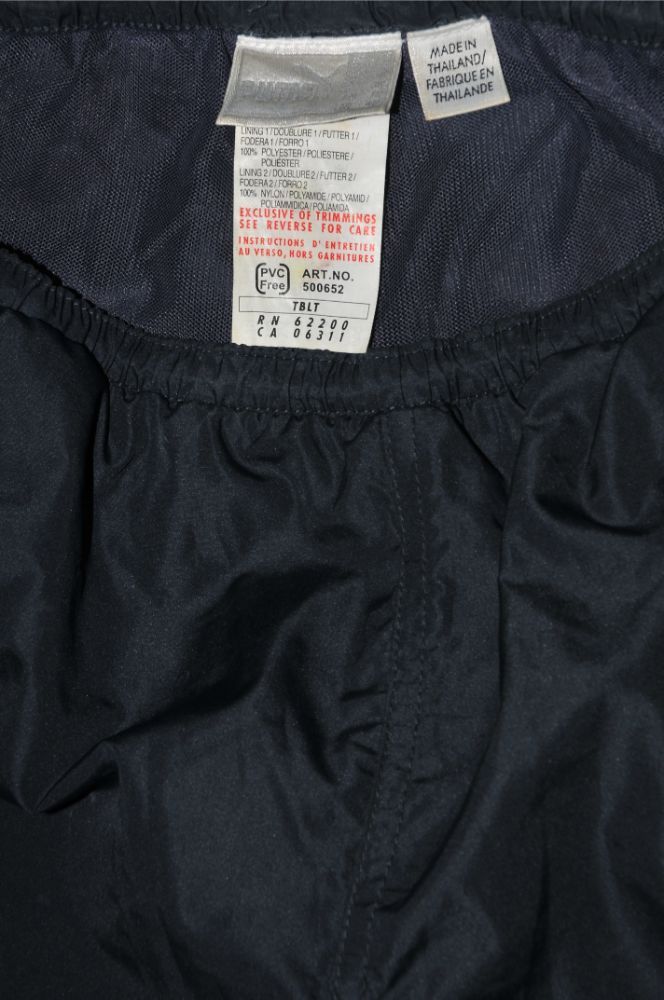 MADE IN
THAILAND/
FABRIQUE EN
THAILANDE
LINING 1/DOUBLURE 1/FUTTER 1/
FODERA 1/FORRO 1
100% POLYESTER/POLIESTERE/
POLIÉSTER
LINING 2/DOUBLURE 2/FUTTER 2/
FODERA 2/FORRO 2
100% NYLON/POLYAMIDE/POLYAMID/
POLIAMMIDICA/POLIAMIDA
EXCLUSIVE OF TRIMMINGS
SEE REVERSE FOR CARE
INSTRUCTIONS D'ENTRETIEN
AU VERSO, HORS GARNITURES
PVC Free
ART.NO.
500652
TBLT
RN 62200
CA 06311